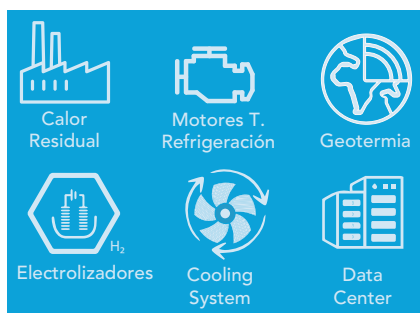 Calor
Residual
Motores T.
Refrigeración
Geotermia
H₂
Electrolizadores
Cooling
System
Data
Center